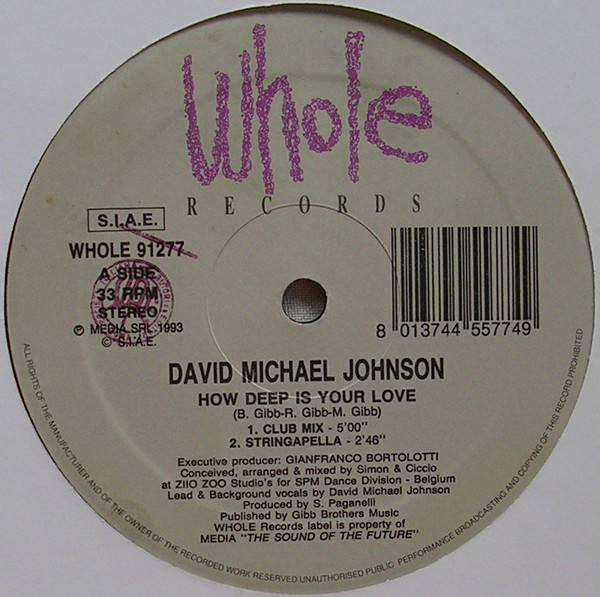 Whole
RECORDS
S.I.A.E.
WHOLE 91277
A SIDE
33 RPM
STEREO
℗ MEDIA SRL 1993
© S.I.A.E.
8 013744 557749
DAVID MICHAEL JOHNSON
HOW DEEP IS YOUR LOVE
(B. Gibb-R. Gibb-M. Gibb)
1. CLUB MIX - 5'00"
2. STRINGAPELLA - 2'46"
Executive producer: GIANFRANCO BORTOLOTTI
Conceived, arranged & mixed by Simon & Ciccio
at ZIIO ZOO Studio's for SPM Dance Division - Belgium
Lead & Background vocals by David Michael Johnson
Produced by S. Paganelli
Published by Gibb Brothers Music
WHOLE Records label is property of
MEDIA "THE SOUND OF THE FUTURE"
ALL RIGHTS OF THE MANUFACTURER AND OF THE OWNER OF THE RECORDED WORK RESERVED UNAUTHORISED PUBLIC PERFORMANCE BROADCASTING AND COPYING OF THIS RECORD PROHIBITED